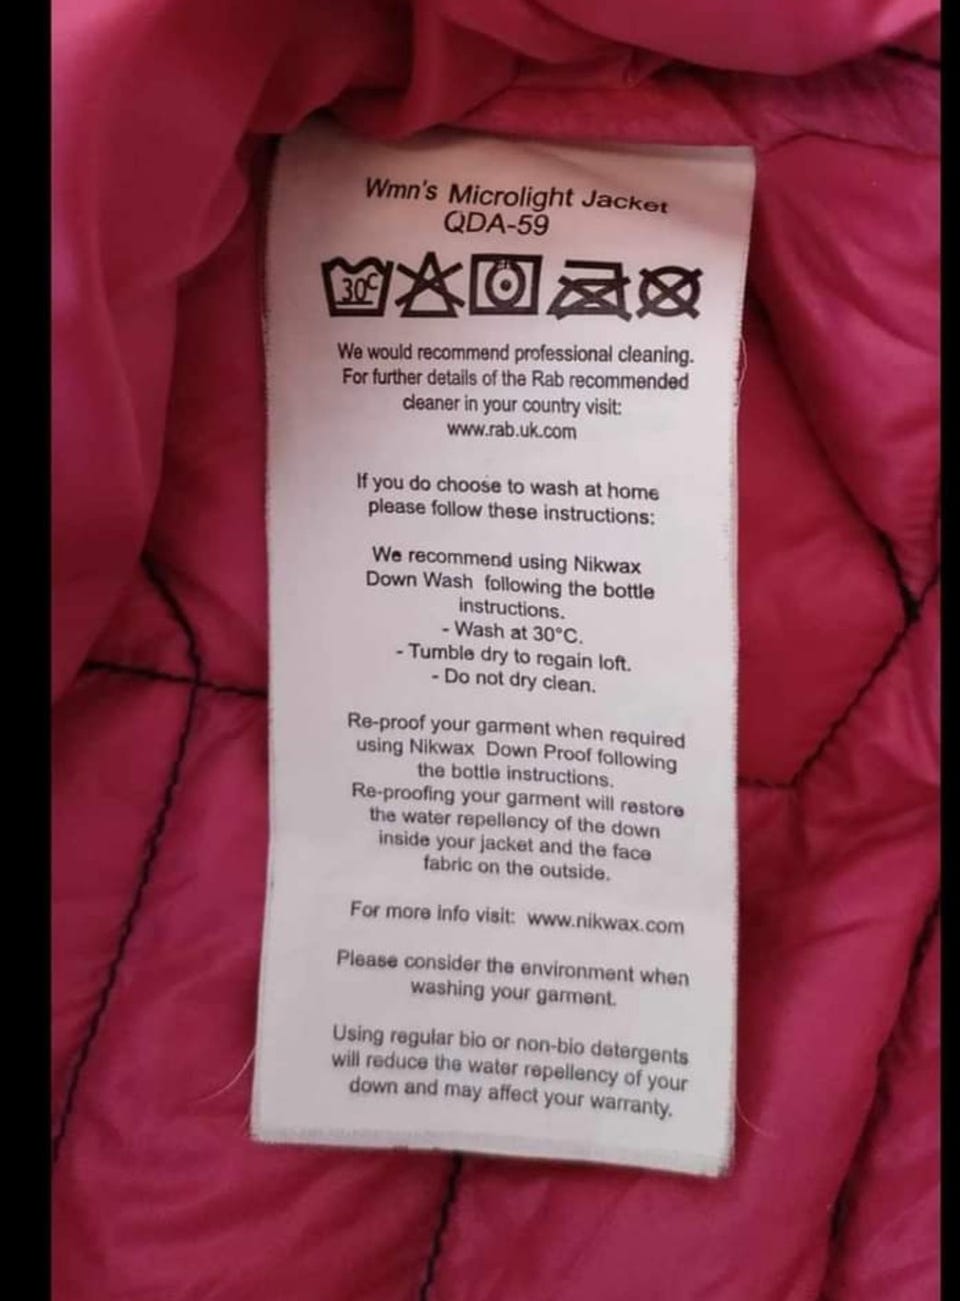 Wmn's Microlight Jacket
QDA-59
30°C
We would recommend professional cleaning.
For further details of the Rab recommended
cleaner in your country visit:
www.rab.uk.com
If you do choose to wash at home
please follow these instructions:
We recommend using Nikwax
Down Wash following the bottle
instructions.
- Wash at 30°C.
- Tumble dry to regain loft.
- Do not dry clean.
Re-proof your garment when required
using Nikwax Down Proof following
the bottle instructions.
Re-proofing your garment will restore
the water repellency of the down
inside your jacket and the face
fabric on the outside.
For more info visit: www.nikwax.com
Please consider the environment when
washing your garment.
Using regular bio or non-bio detergents
will reduce the water repellency of your
down and may affect your warranty.